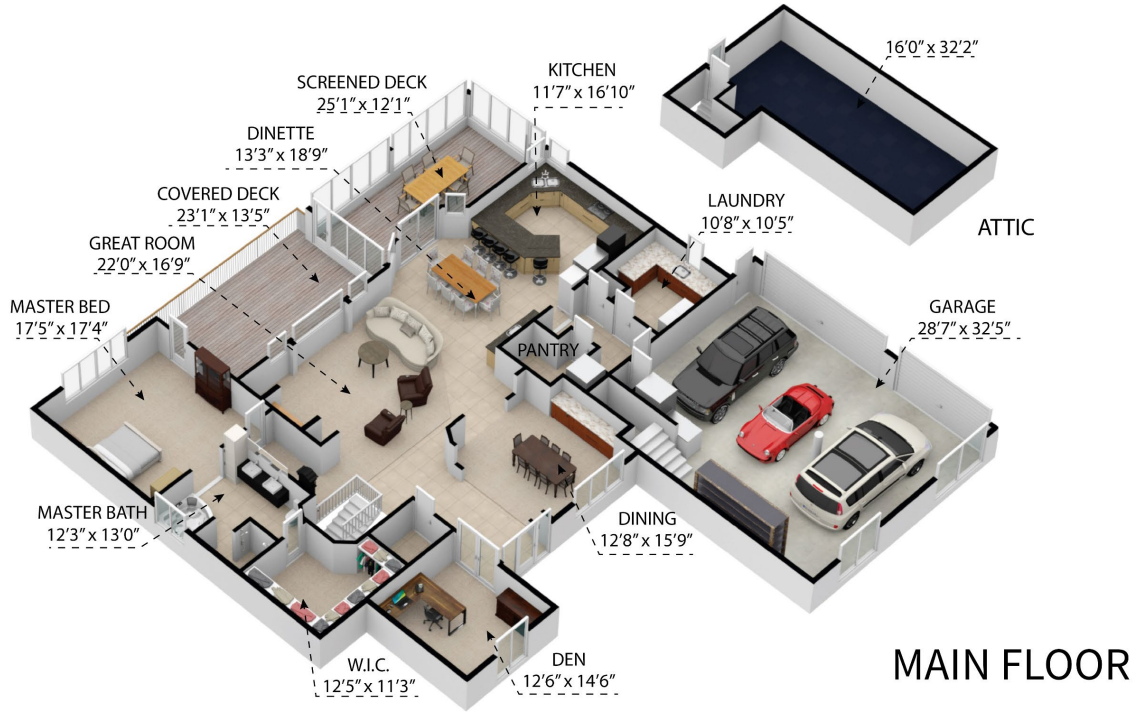 16'0" x 32'2"
ATTIC
SCREENED DECK
25'1" x 12'1"
KITCHEN
11'7" x 16'10"
DINETTE
13'3" x 18'9"
COVERED DECK
23'1" x 13'5"
LAUNDRY
10'8" x 10'5"
GREAT ROOM
22'0" x 16'9"
MASTER BED
17'5" x 17'4"
GARAGE
28'7" x 32'5"
PANTRY
MASTER BATH
12'3" x 13'0"
DINING
12'8" x 15'9"
W.I.C.
12'5" x 11'3"
DEN
12'6" x 14'6"
MAIN FLOOR